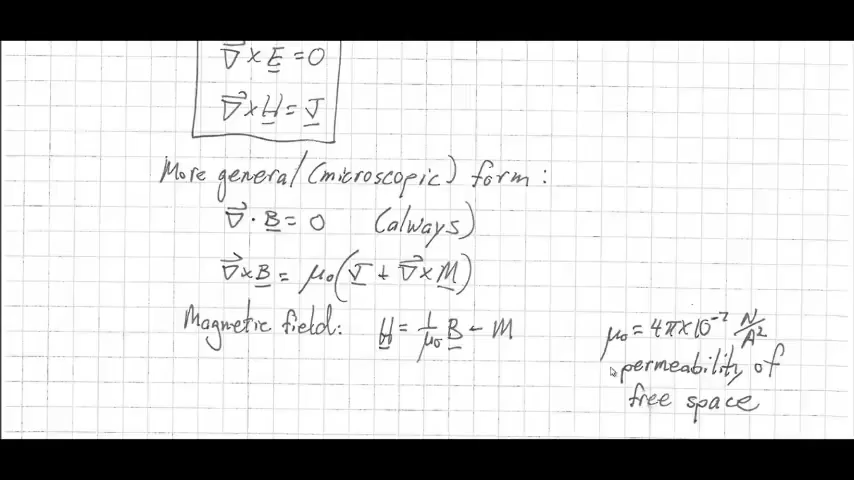 ∇⃗ × E = 0
∇⃗ × H = J
More general (microscopic) form:
∇⃗ · B = 0 (always)
∇⃗ × B = μ₀(J + ∇⃗ × M)
Magnetic field: H = 1/μ₀ B − M
μ₀ = 4π×10⁻⁷ N/A²
permeability of
free space